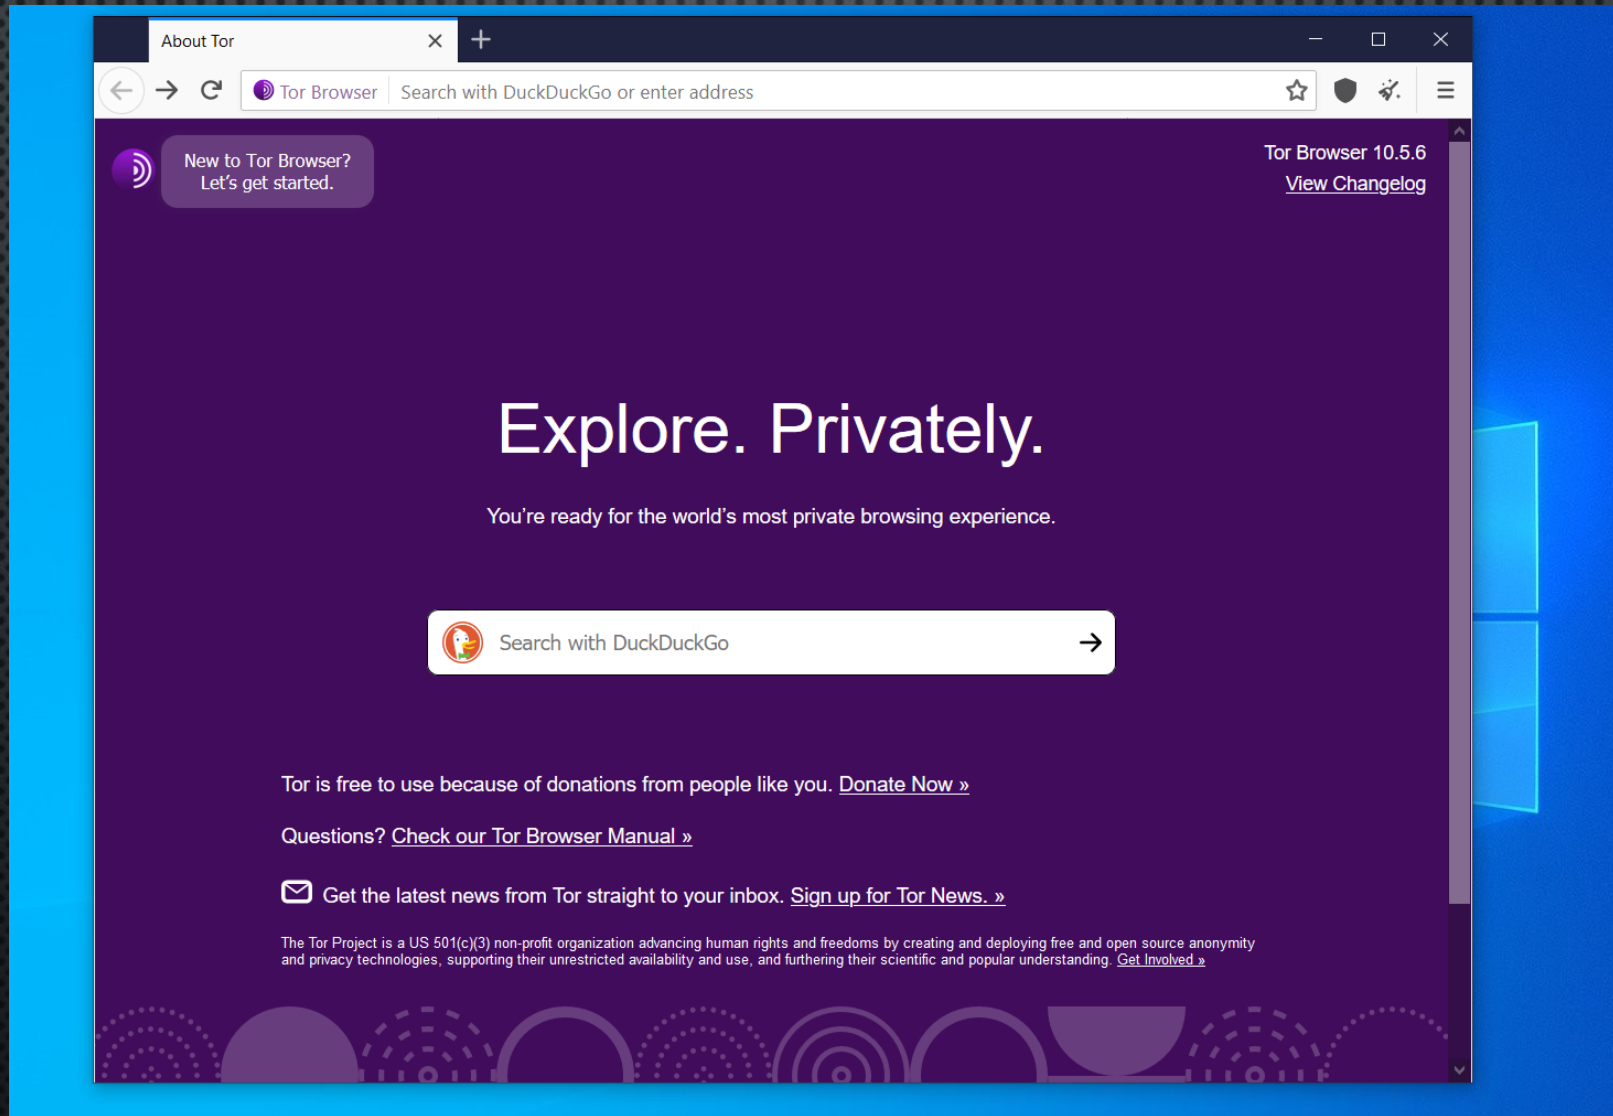 About Tor
Tor Browser Search with DuckDuckGo or enter address
New to Tor Browser?
Let’s get started.
Tor Browser 10.5.6
View Changelog
Explore. Privately.
You’re ready for the world’s most private browsing experience.
Search with DuckDuckGo
Tor is free to use because of donations from people like you. Donate Now »
Questions? Check our Tor Browser Manual »
Get the latest news from Tor straight to your inbox. Sign up for Tor News. »
The Tor Project is a US 501(c)(3) non-profit organization advancing human rights and freedoms by creating and deploying free and open source anonymity
and privacy technologies, supporting their unrestricted availability and use, and furthering their scientific and popular understanding. Get Involved »